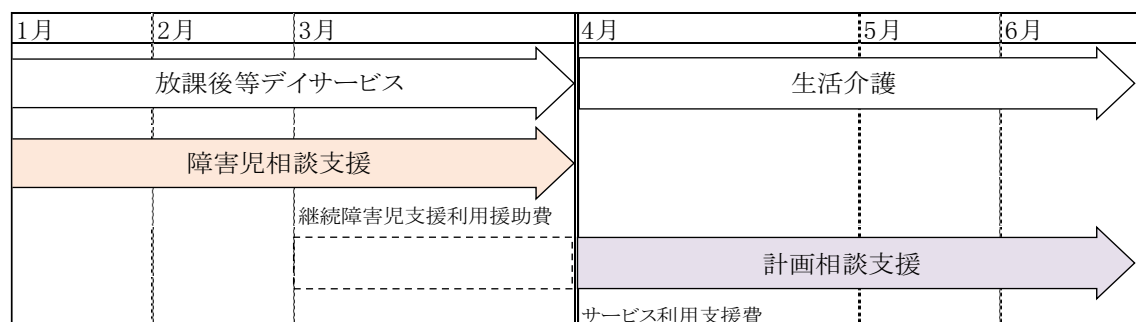 1月 2月 3月 4月 5月 6月
放課後等デイサービス 生活介護
障害児相談支援
継続障害児支援利用援助費
計画相談支援
サービス利用支援費